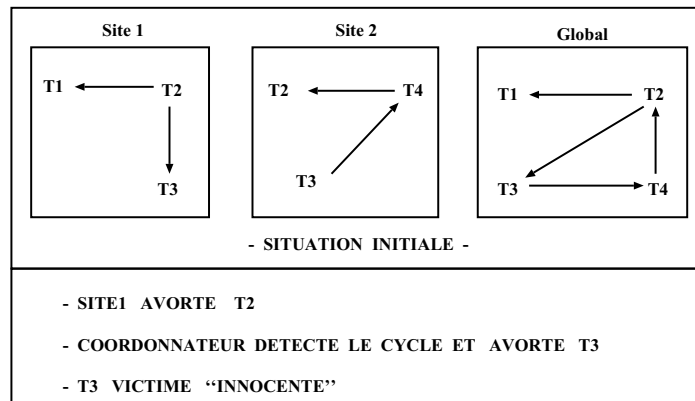 Site 1
Site 2
Global
T1
T2
T3
T2
T4
T3
T1
T2
T3
T4
- SITUATION INITIALE -
- SITE1 AVORTE T2
- COORDONNATEUR DETECTE LE CYCLE ET AVORTE T3
- T3 VICTIME ‘‘INNOCENTE’’